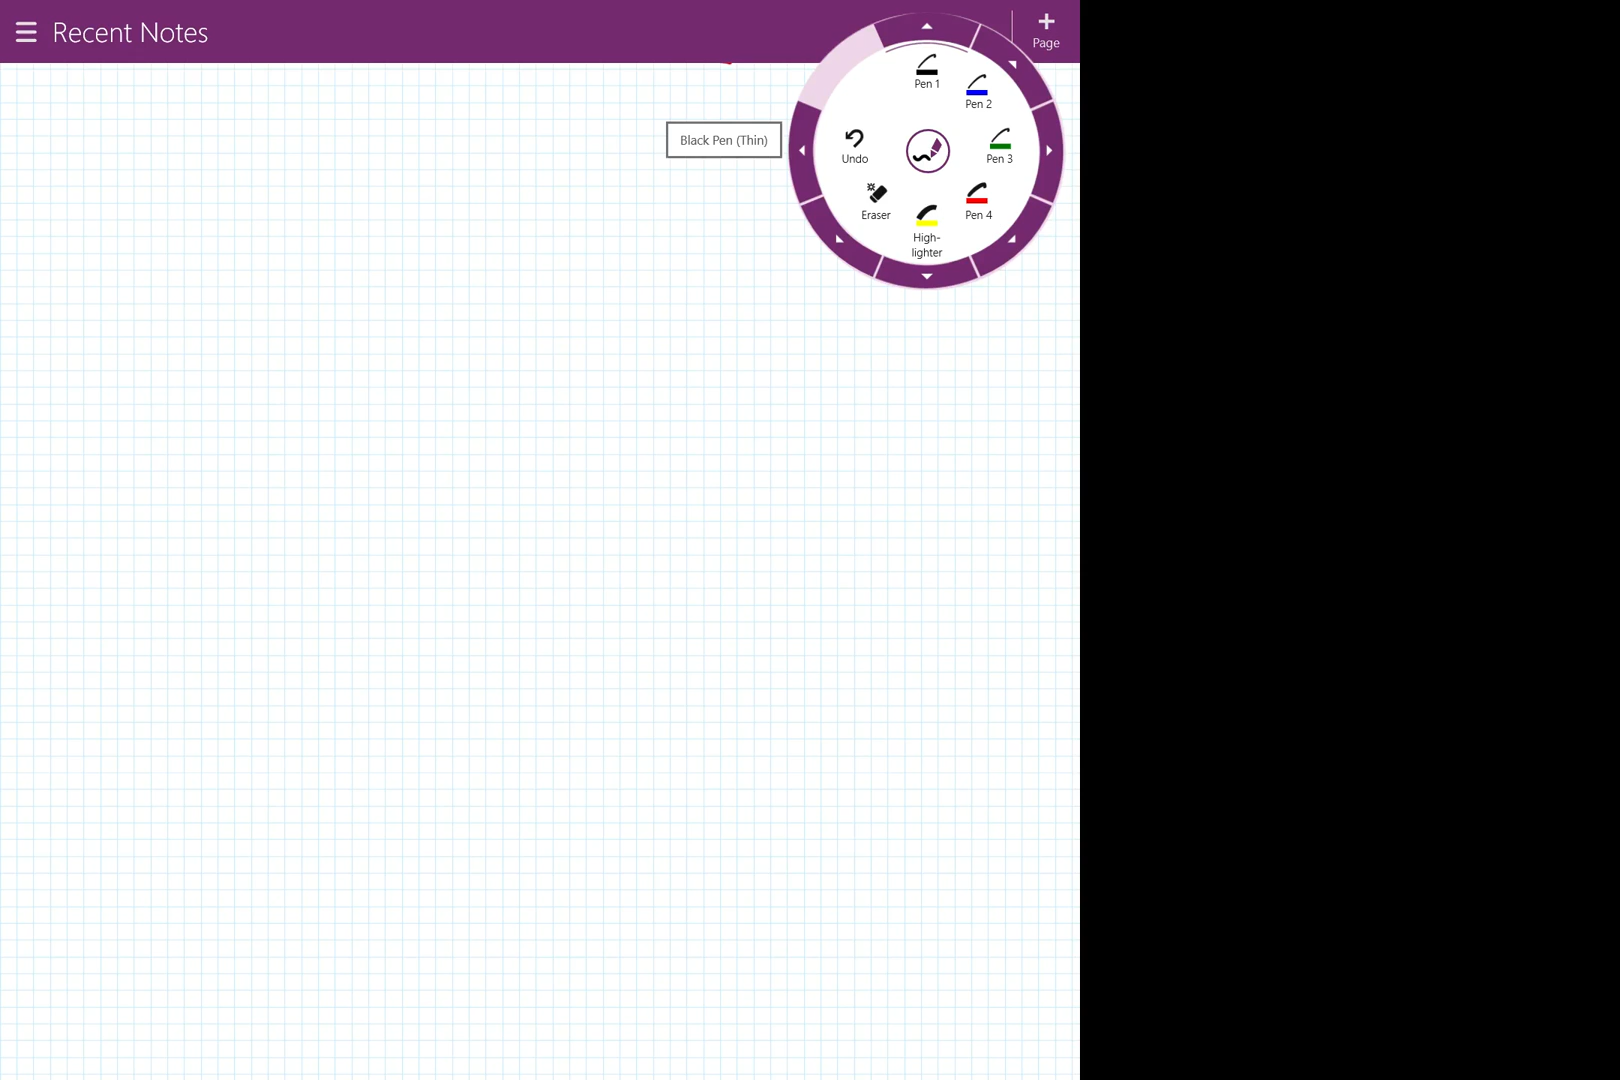 Recent Notes
Page
Pen 1
Pen 2
Black Pen (Thin)
Undo
Pen 3
Eraser
Pen 4
High-
lighter